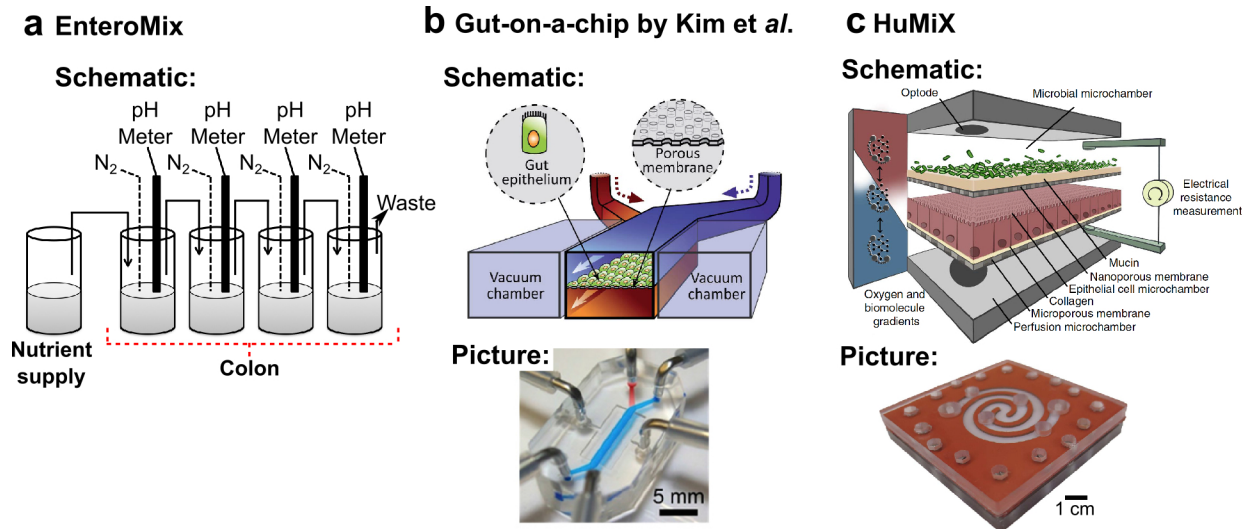 a EnteroMix
Schematic:
pH
Meter
pH
Meter
pH
Meter
pH
Meter
N2
N2
N2
N2
Waste
Nutrient
supply
Colon
b Gut-on-a-chip by Kim et al.
Schematic:
Gut
epithelium
Porous
membrane
Vacuum
chamber
Vacuum
chamber
Picture:
5 mm
c HuMiX
Schematic:
Optode
Microbial microchamber
Electrical
resistance
measurement
Mucin
Nanoporous membrane
Epithelial cell microchamber
Collagen
Microporous membrane
Perfusion microchamber
Oxygen and
biomolecule
gradients
Picture:
1 cm